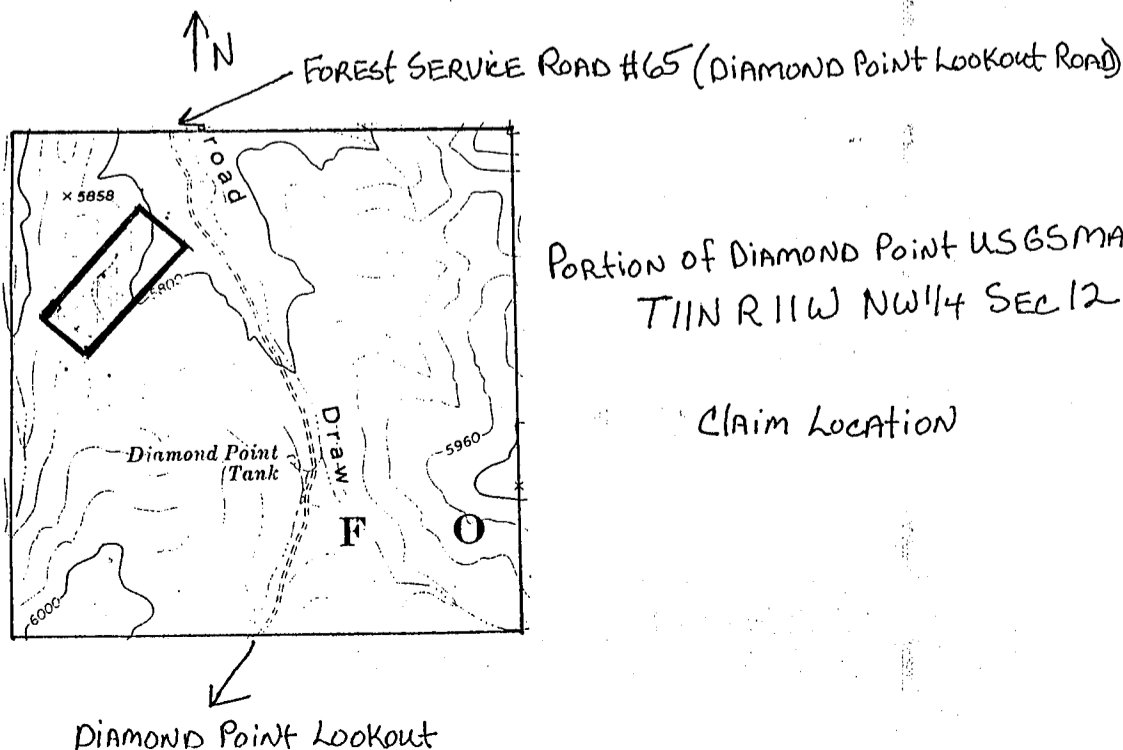 N
FOREST SERVICE ROAD #65 (DIAMOND POINT LOOKOUT ROAD)
road
× 5858
PORTION OF DIAMOND POINT USGS MA
T11N R11W NW1/4 SEC 12
5800
CLAIM LOCATION
Draw
Diamond Point
Tank
5960
F O
6000
DIAMOND POINT LOOKOUT